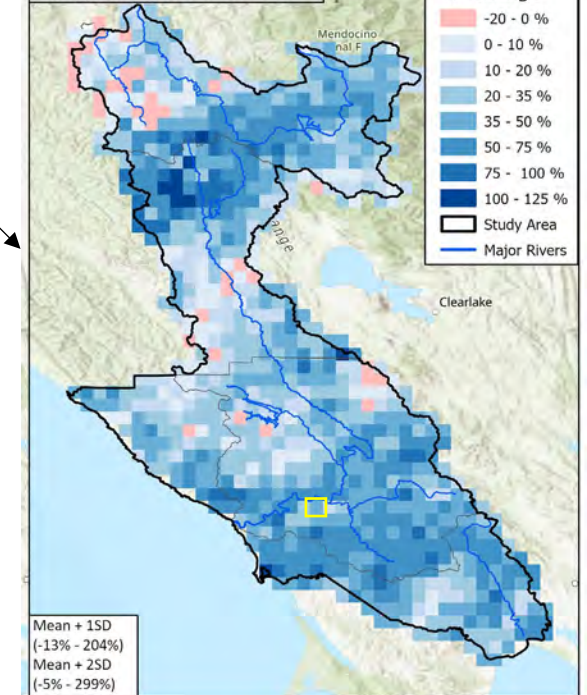 Mendocino
nal F
-20 - 0 %
0 - 10 %
10 - 20 %
20 - 35 %
35 - 50 %
50 - 75 %
75 - 100 %
100 - 125 %
Study Area
Major Rivers
ange
Clearlake
Mean + 1SD
(-13% - 204%)
Mean + 2SD
(-5% - 299%)